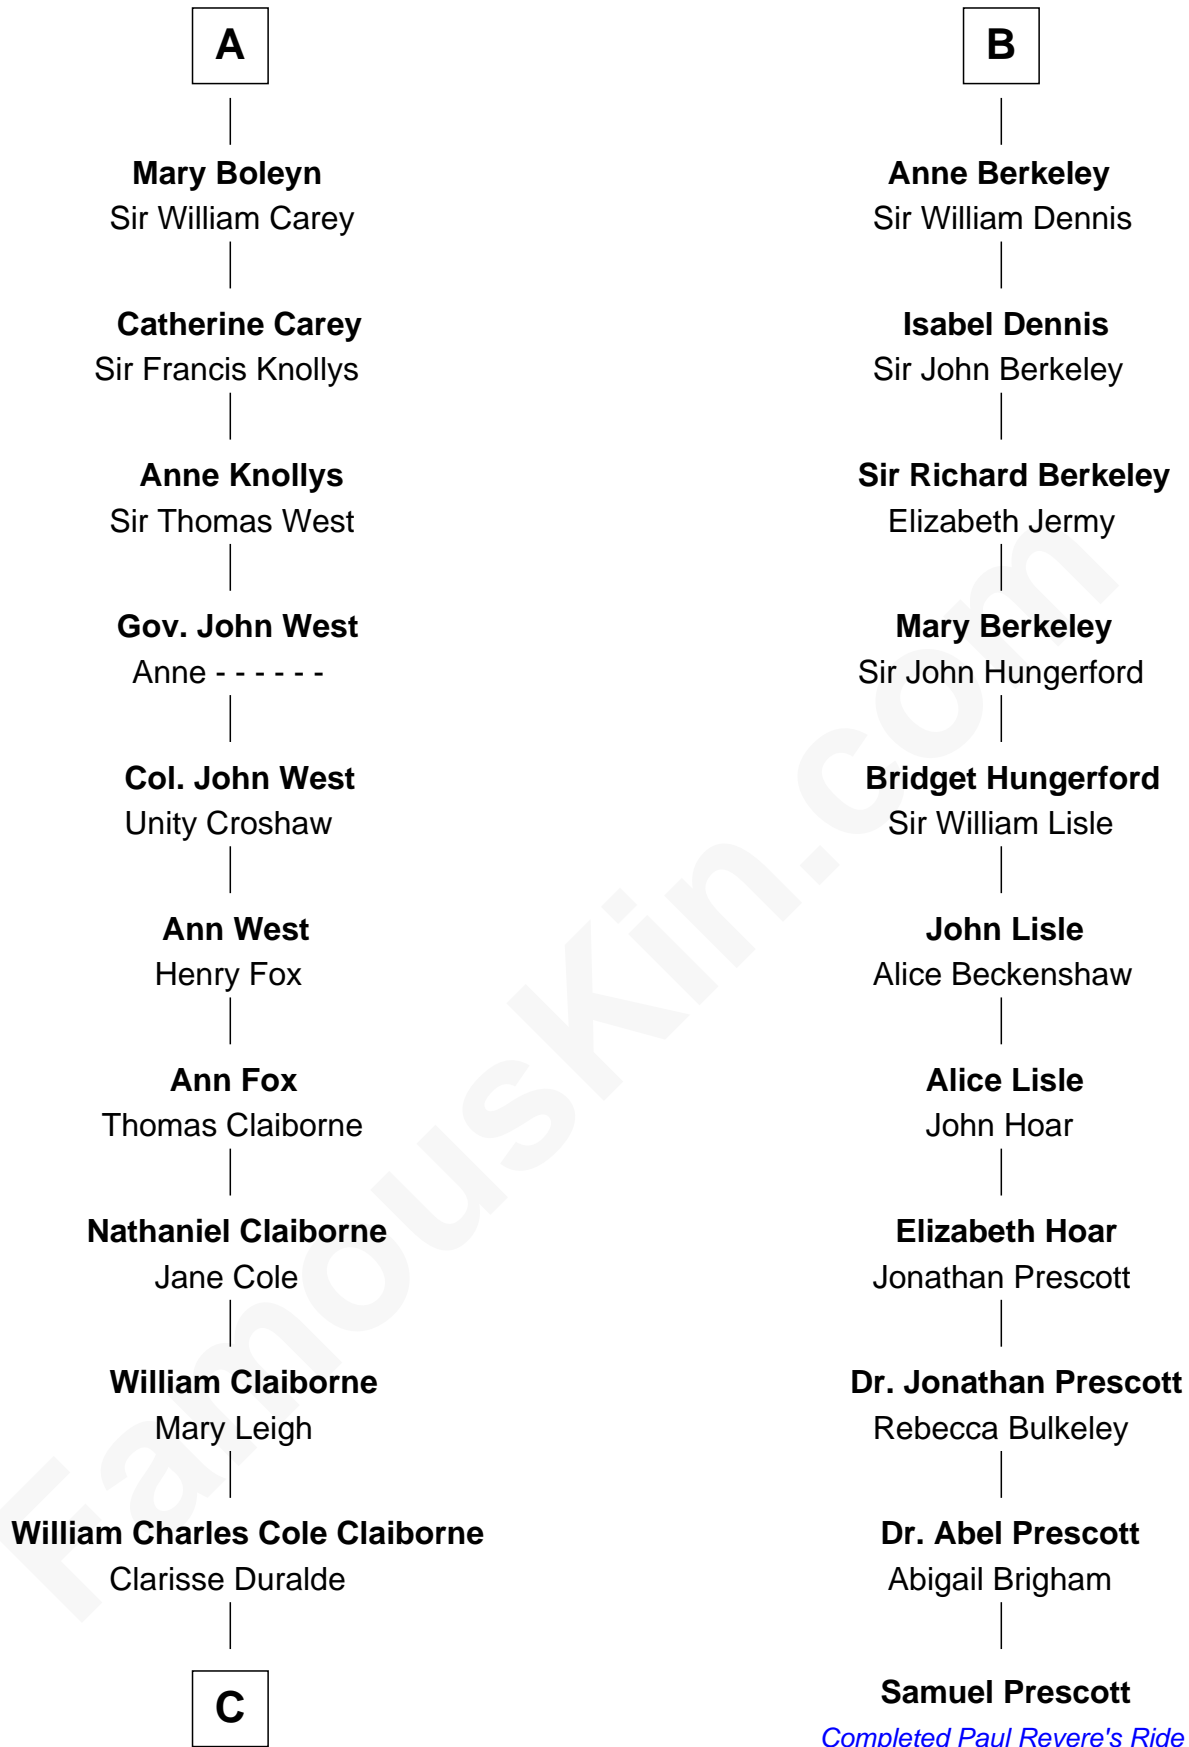 A
Mary Boleyn
Sir William Carey
Catherine Carey
Sir Francis Knollys
Anne Knollys
Sir Thomas West
Gov. John West
Anne - - - - - -
Col. John West
Unity Croshaw
Ann West
Henry Fox
Ann Fox
Thomas Claiborne
Nathaniel Claiborne
Jane Cole
William Claiborne
Mary Leigh
William Charles Cole Claiborne
Clarisse Duralde
C
B
Anne Berkeley
Sir William Dennis
Isabel Dennis
Sir John Berkeley
Sir Richard Berkeley
Elizabeth Jermy
Mary Berkeley
Sir John Hungerford
Bridget Hungerford
Sir William Lisle
John Lisle
Alice Beckenshaw
Alice Lisle
John Hoar
Elizabeth Hoar
Jonathan Prescott
Dr. Jonathan Prescott
Rebecca Bulkeley
Dr. Abel Prescott
Abigail Brigham
Samuel Prescott
Completed Paul Revere's Ride
FamousKin.com